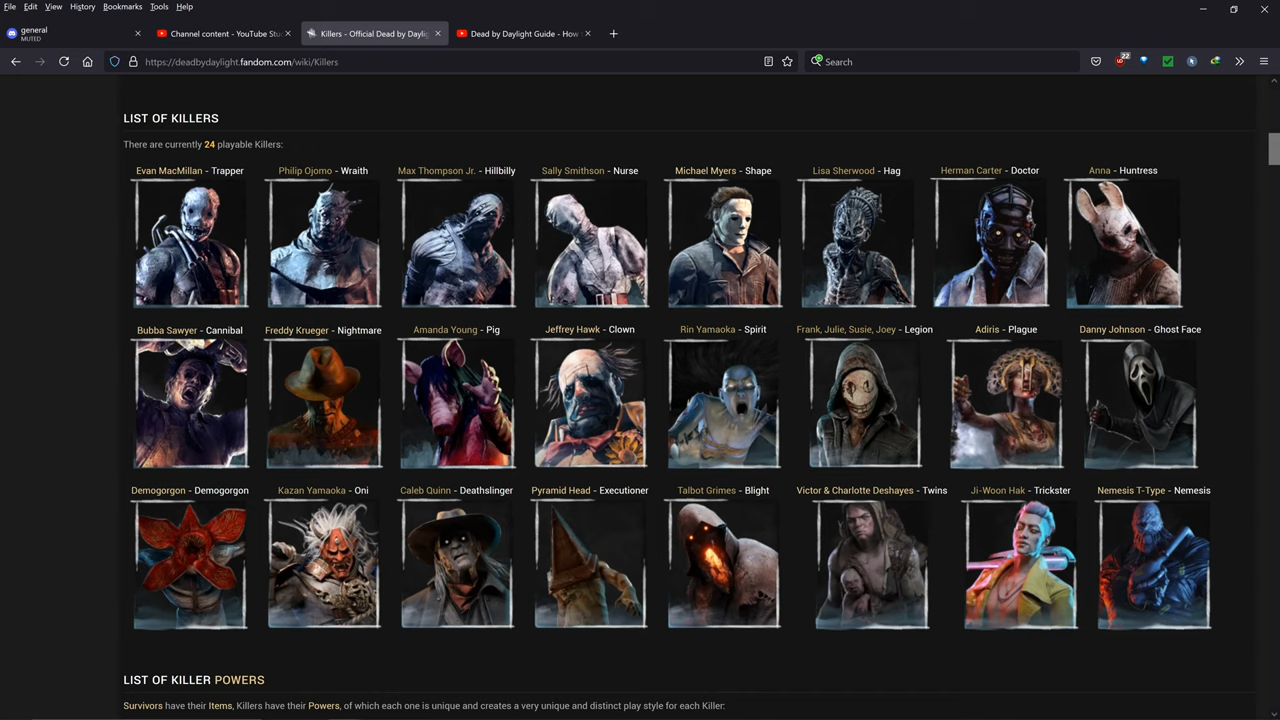 File Edit View History Bookmarks Tools Help
general
MUTED
Channel content - YouTube Stu
Killers - Official Dead by Dayli
Dead by Daylight Guide - How
https://deadbydaylight.fandom.com/wiki/Killers
Search
22
LIST OF KILLERS
There are currently 24 playable Killers:
Evan MacMillan - Trapper
Philip Ojomo - Wraith
Max Thompson Jr. - Hillbilly
Sally Smithson - Nurse
Michael Myers - Shape
Lisa Sherwood - Hag
Herman Carter - Doctor
Anna - Huntress
Bubba Sawyer - Cannibal
Freddy Krueger - Nightmare
Amanda Young - Pig
Jeffrey Hawk - Clown
Rin Yamaoka - Spirit
Frank, Julie, Susie, Joey - Legion
Adiris - Plague
Danny Johnson - Ghost Face
Demogorgon - Demogorgon
Kazan Yamaoka - Oni
Caleb Quinn - Deathslinger
Pyramid Head - Executioner
Talbot Grimes - Blight
Victor & Charlotte Deshayes - Twins
Ji-Woon Hak - Trickster
Nemesis T-Type - Nemesis
LIST OF KILLER POWERS
Survivors have their Items, Killers have their Powers, of which each one is unique and creates a very unique and distinct play style for each Killer: